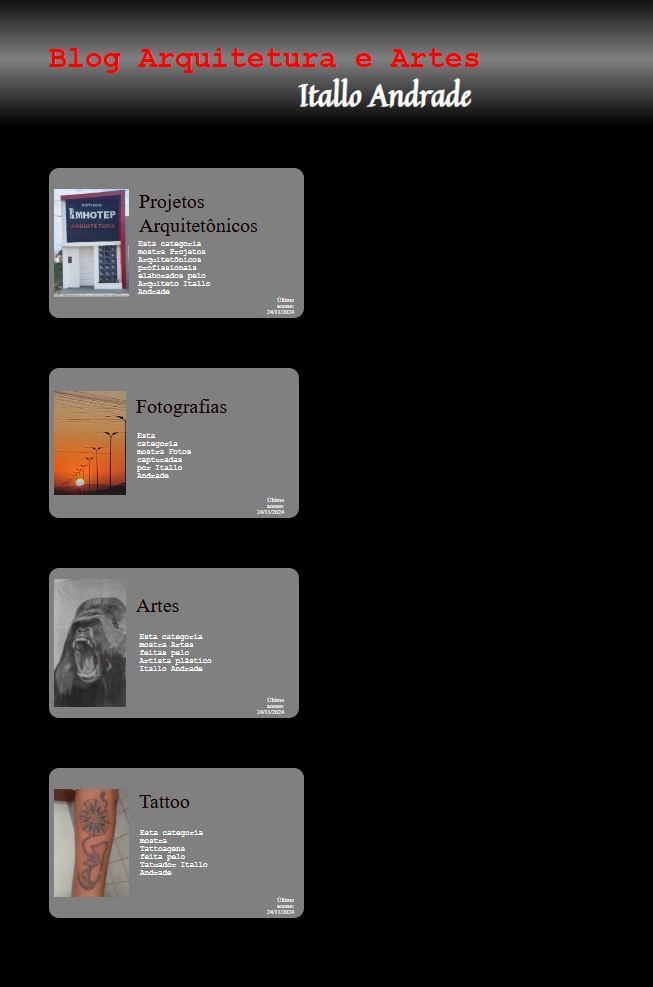 Blog Arquitetura e Artes
Itallo Andrade
ESTÚDIO
IMHOTEP
ARQUITETURA
Projetos
Arquitetônicos
Esta categoria
mostra Projetos
Arquitetônicos
profissionais
elaborados pelo
Arquiteto Itallo
Andrade
Último
acesso:
24/11/2024
Fotografias
Esta
categoria
mostra Fotos
capturadas
por Itallo
Andrade
Último
acesso:
24/11/2024
Artes
Esta categoria
mostra Artes
feitas pelo
Artista plástico
Itallo Andrade
Último
acesso:
24/11/2024
Tattoo
Esta categoria
mostra
Tattoagens
feita pelo
Tatuador Itallo
Andrade
Último
acesso:
24/11/2024